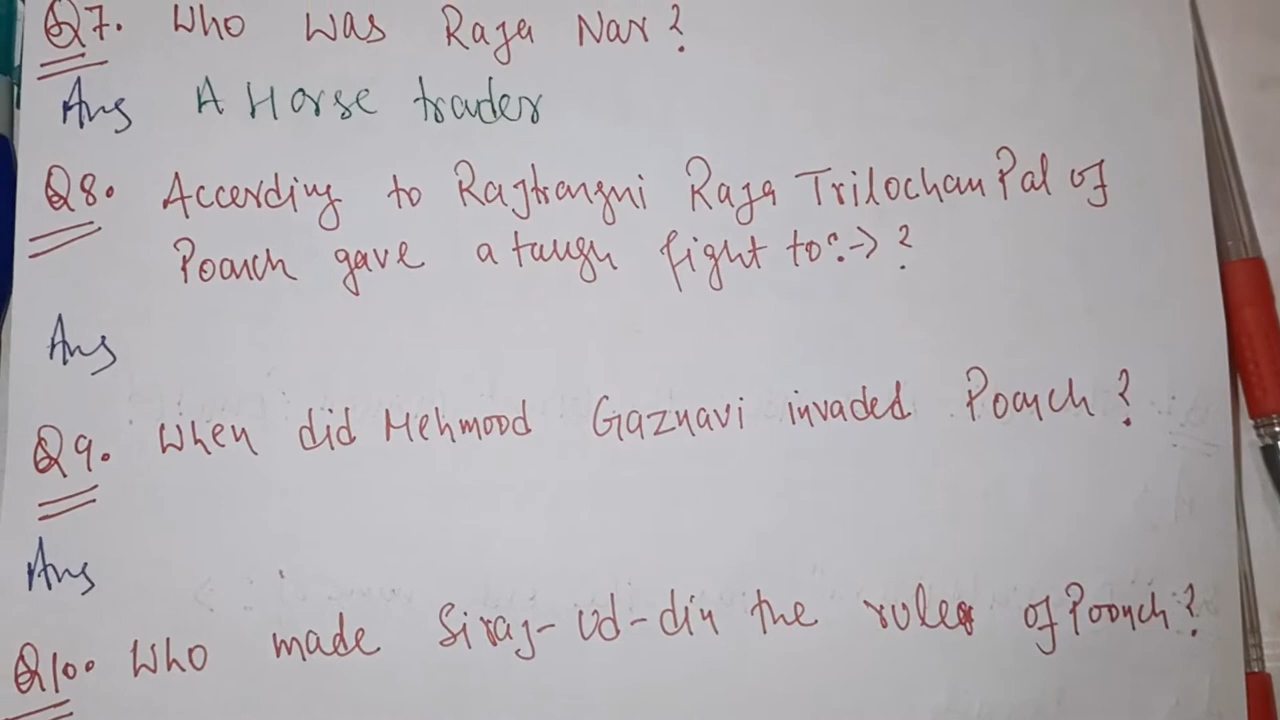 Q7. Who was Raja Nar?
Ans A Horse trader
Q8. According to Rajtrangni Raja Trilochan Pal of
Poonch gave a taugh fight to:-> ?
Ans
Q9. When did Mehmood Gaznavi invaded Poonch?
Ans
Q10. Who made Siraj-Ud-din the ruler of Poonch?